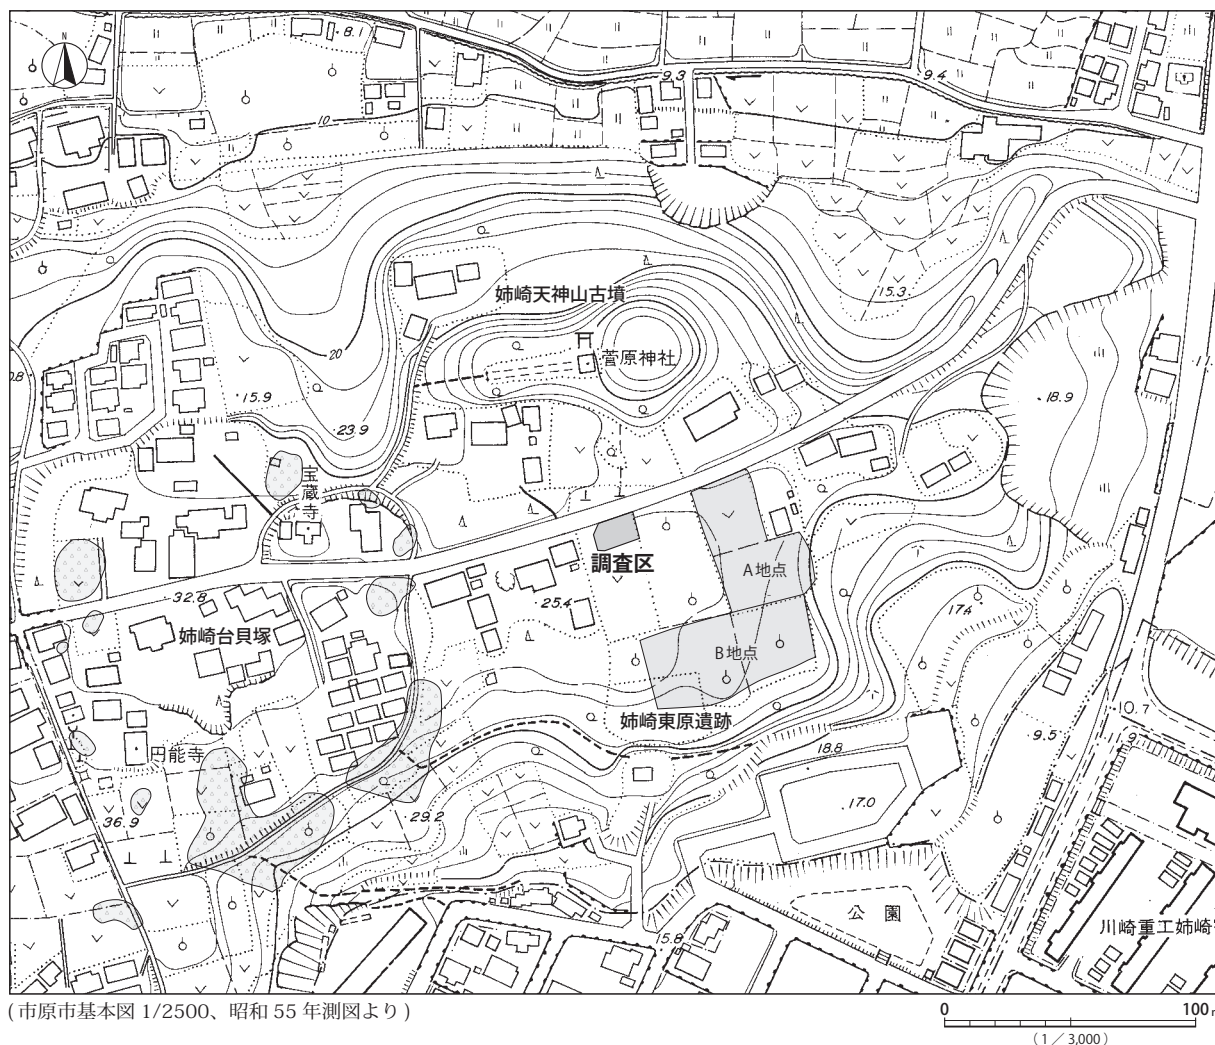 N
8.1
9.3
9.4
10
15.3
姉崎天神山古墳
20
菅原神社
15.9
18.9
23.9
宝蔵寺
調査区
A地点
32.8
25.4
17.4
姉崎台貝塚
B地点
姉崎東原遺跡
10.7
円能寺
18.8
9.5
17.0
36.9
29.2
公園
川崎重工姉崎
15.8
(市原市基本図 1/2500、昭和 55 年測図より)
0 100m
(1/3,000)